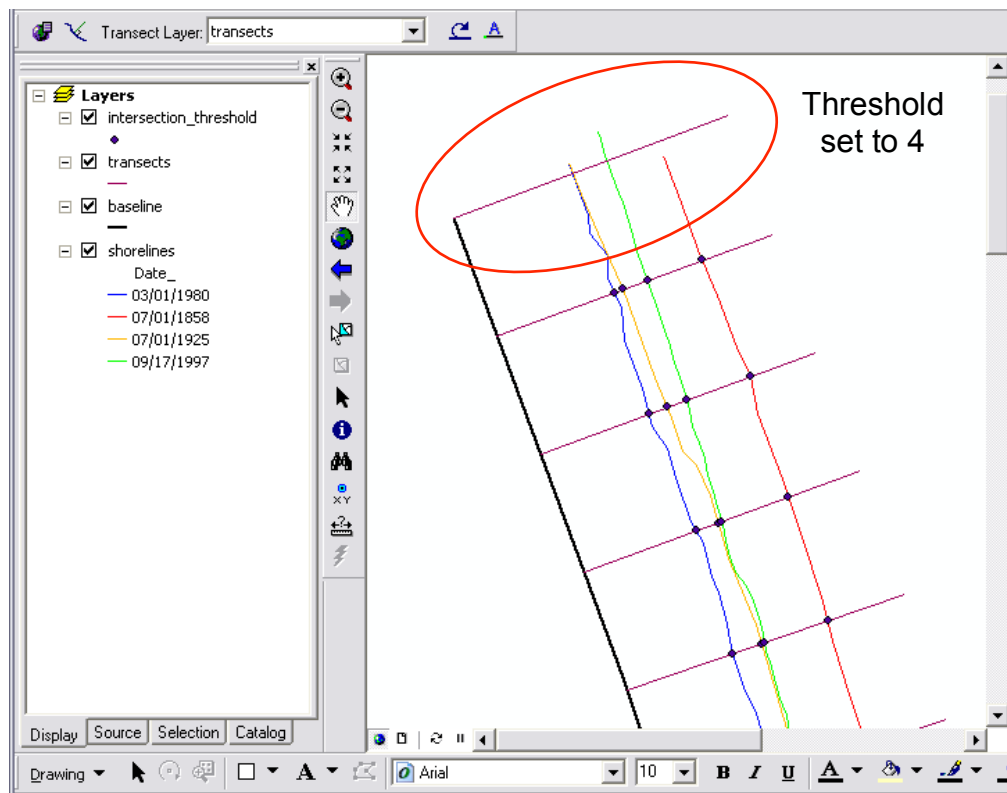 Transect Layer: transects
A
Layers
intersection_threshold
transects
baseline
shorelines
Date_
03/01/1980
07/01/1858
07/01/1925
09/17/1997
XY
Threshold
set to 4
Display Source Selection Catalog
Drawing A Arial 10 B I U A